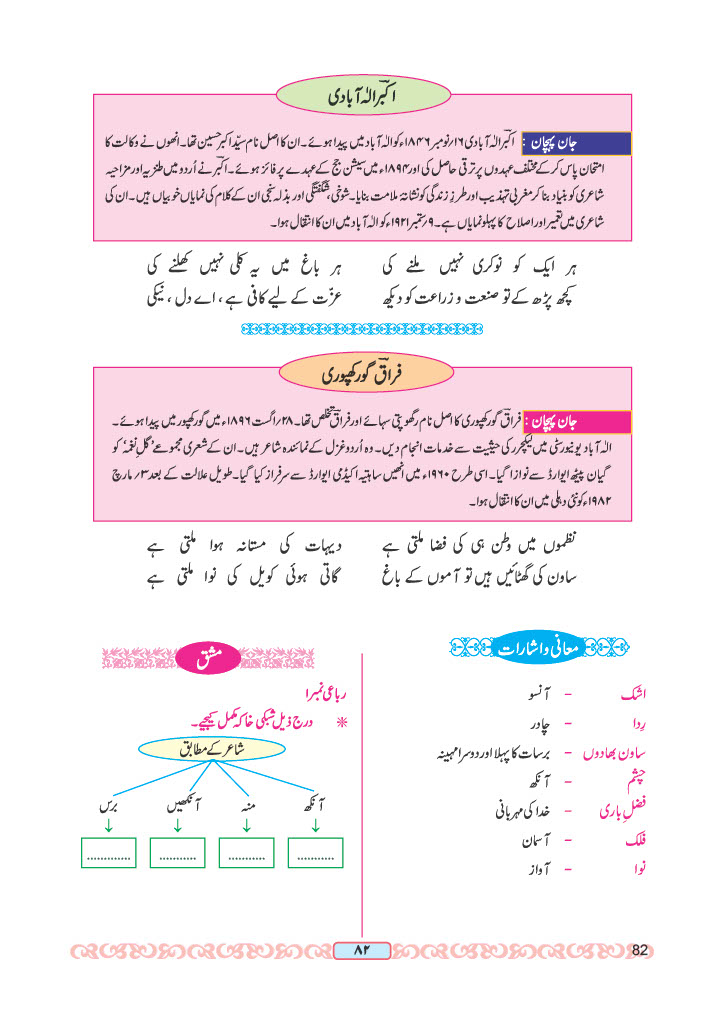 اکبرؔ الٰہ آبادی
جان پہچان : اکبرؔ الٰہ آبادی ۱۶؍نومبر ۱۸۴۶ء کو الٰہ آباد میں پیدا ہوئے۔ ان کا اصل نام سیّد اکبر حسین تھا۔ انھوں نے وکالت کا
امتحان پاس کرکے مختلف عہدوں پر ترقی حاصل کی اور ۱۸۹۴ء میں سیشن جج کے عہدے پر فائز ہوئے۔ اکبرؔ نے اُردو میں طنزیہ اور مزاحیہ
شاعری کو بنیاد بنا کر مغربی تہذیب اور طرزِ زندگی کو نشانۂ ملامت بنایا۔ شوخی، شگفتگی اور بذلہ سنجی ان کے کلام کی نمایاں خوبیاں ہیں۔ ان کی
شاعری میں تعمیر اور اصلاح کا پہلو نمایاں ہے۔ ۹؍ستمبر ۱۹۲۱ء کو الٰہ آباد میں ان کا انتقال ہوا۔
ہر ایک کو نوکری نہیں ملنے کی ہر باغ میں یہ کلی نہیں کھلنے کی
کچھ پڑھ کے تو صنعت و زراعت کو دیکھ عزّت کے لیے کافی ہے ، اے دل ، نیکی
فراقؔ گورکھپوری
جان پہچان : فراقؔ گورکھپوری کا اصل نام رگھوپتی سہائے اور فراقؔ تخلص تھا۔ ۲۸؍اگست ۱۸۹۶ء میں گورکھپور میں پیدا ہوئے۔
الٰہ آباد یونیورسٹی میں لیکچرر کی حیثیت سے خدمات انجام دیں۔ وہ اُردو غزل کے نمائندہ شاعر ہیں۔ ان کے شعری مجموعے ’گلِ نغمہ‘ کو
گیان پیٹھ ایوارڈ سے نوازا گیا۔ اسی طرح ۱۹۶۰ء میں انھیں ساہتیہ اکیڈمی ایوارڈ سے سرفراز کیا گیا۔ طویل علالت کے بعد ۳؍ مارچ
۱۹۸۲ء کو نئی دہلی میں ان کا انتقال ہوا۔
نظموں میں وطن ہی کی فضا ملتی ہے دیہات کی مستانہ ہوا ملتی ہے
ساون کی گھٹائیں ہیں تو آموں کے باغ گاتی ہوئی کویل کی نوا ملتی ہے
معانی و اشارات
اشک – آنسو
رِدا – چادر
ساون بھادوں – برسات کا پہلا اور دوسرا مہینہ
چشم – آنکھ
فضلِ باری – خدا کی مہربانی
فلک – آسمان
نوا – آواز
مشق
رباعی نمبر۱
* درج ذیل شبکی خاکہ مکمل کیجیے۔
شاعر کے مطابق
آنکھ منہ آنکھیں برس
............ ............ ............ ............
۸۲
82